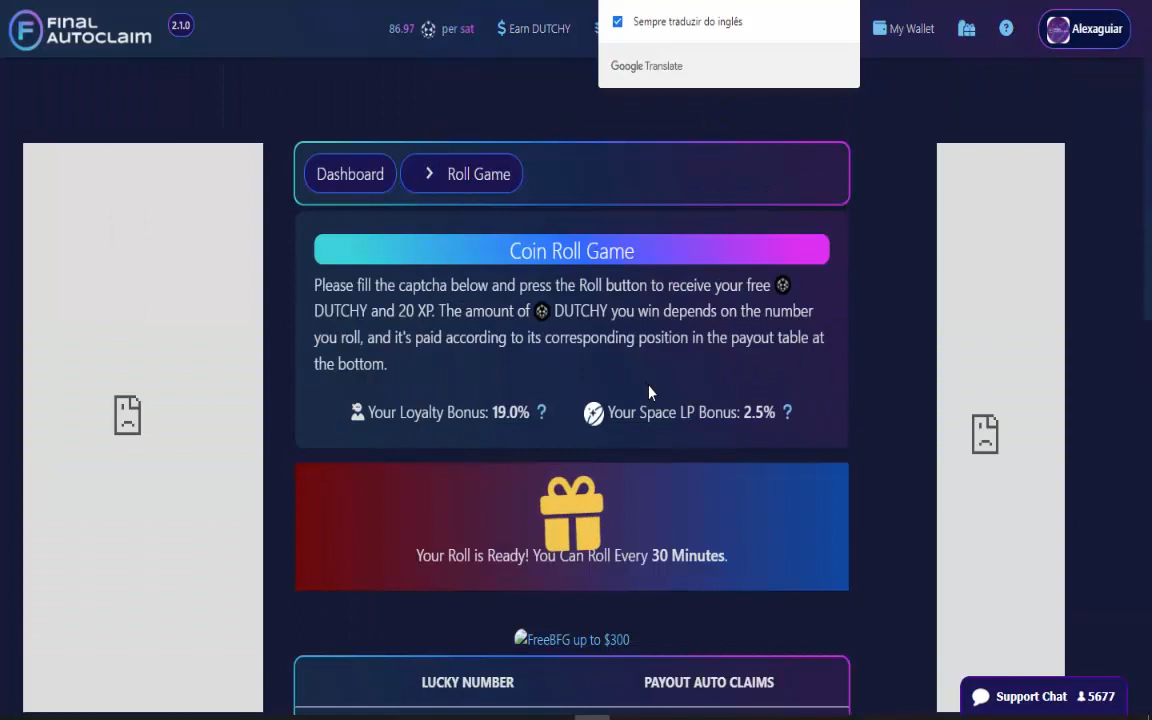 FINAL AUTOCLAIM 2.1.0
86.97 per sat
Earn DUTCHY
Sempre traduzir do inglés
Google Translate
My Wallet
Alexaguiar
Dashboard
Roll Game
Coin Roll Game
Please fill the captcha below and press the Roll button to receive your free
DUTCHY and 20 XP. The amount of DUTCHY you win depends on the number
you roll, and it's paid according to its corresponding position in the payout table at
the bottom.
Your Loyalty Bonus: 19.0% ?
Your Space LP Bonus: 2.5% ?
Your Roll is Ready! You Can Roll Every 30 Minutes.
FreeBFG up to $300
LUCKY NUMBER
PAYOUT AUTO CLAIMS
Support Chat 5677